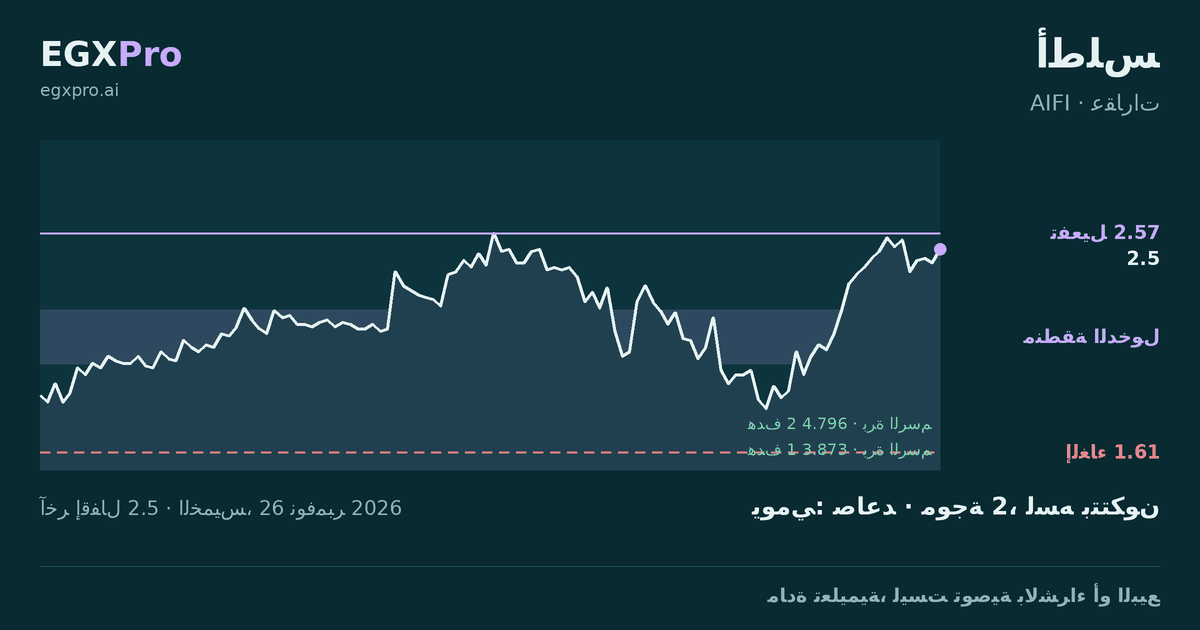 EGXPro
egxpro.ai
أطلس
AIFI · عقارات
تفعيل 2.57
2.5
منطقة الدخول
هدف 2 4.796 · برة الرسم
هدف 1 3.873 · برة الرسم
إلغاء 1.61
يومي: صاعد · موجة 2، لسه بتتكون
آخر إقفال 2.5 · الخميس، 26 نوفمبر 2026
مادة تعليمية، ليست توصية بالشراء أو البيع